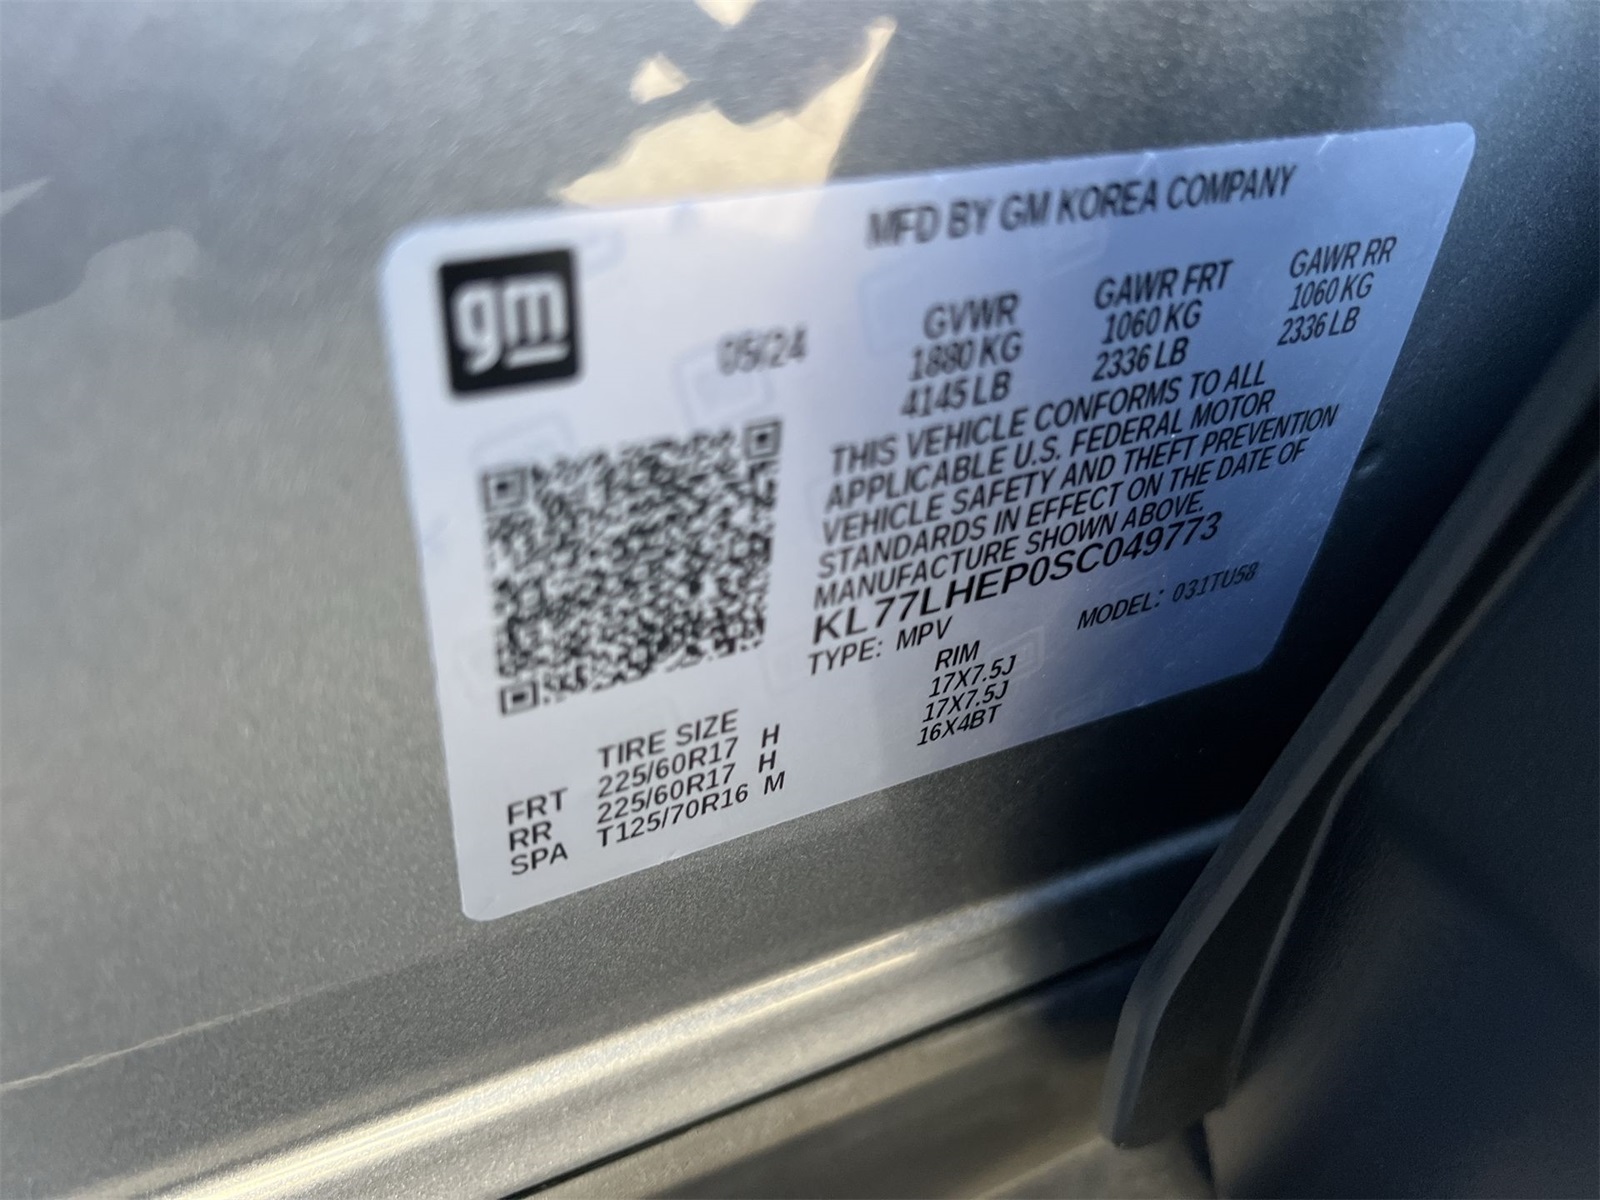 MFD BY GM KOREA COMPANY
gm
05/24
GVWR GAWR FRT GAWR RR
1880 KG 1060 KG 1060 KG
4145 LB 2336 LB 2336 LB
THIS VEHICLE CONFORMS TO ALL
APPLICABLE U.S. FEDERAL MOTOR
VEHICLE SAFETY AND THEFT PREVENTION
STANDARDS IN EFFECT ON THE DATE OF
MANUFACTURE SHOWN ABOVE.
KL77LHEP0SC049773
TYPE: MPV MODEL: 031TU58
TIRE SIZE RIM
FRT 225/60R17 H 17X7.5J
RR 225/60R17 H 17X7.5J
SPA T125/70R16 M 16X4BT